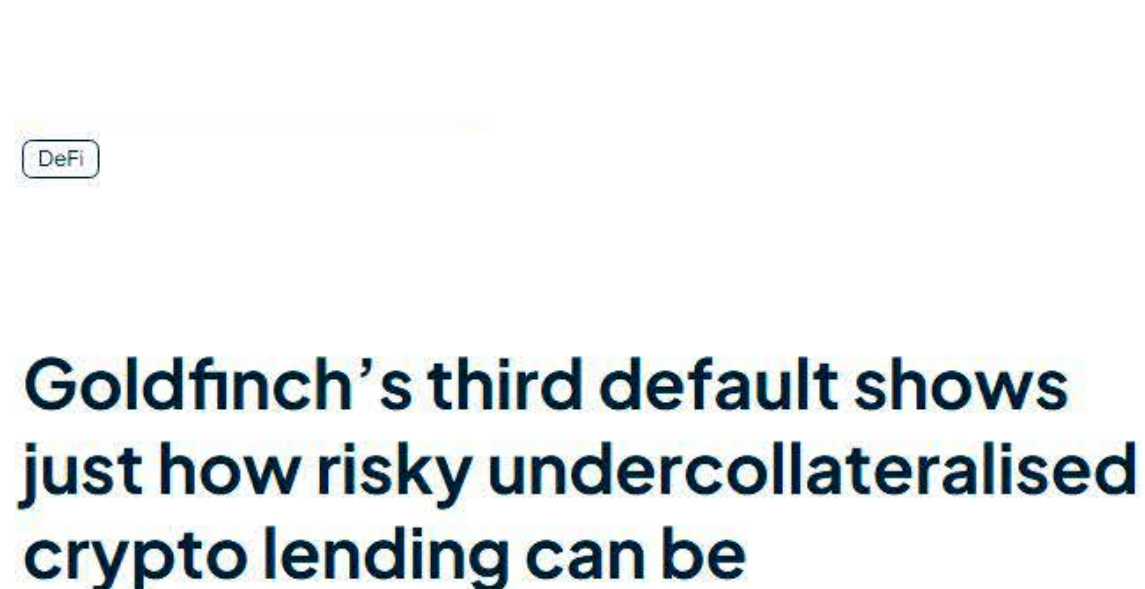 DeFi
Goldfinch’s third default shows
just how risky undercollateralised
crypto lending can be